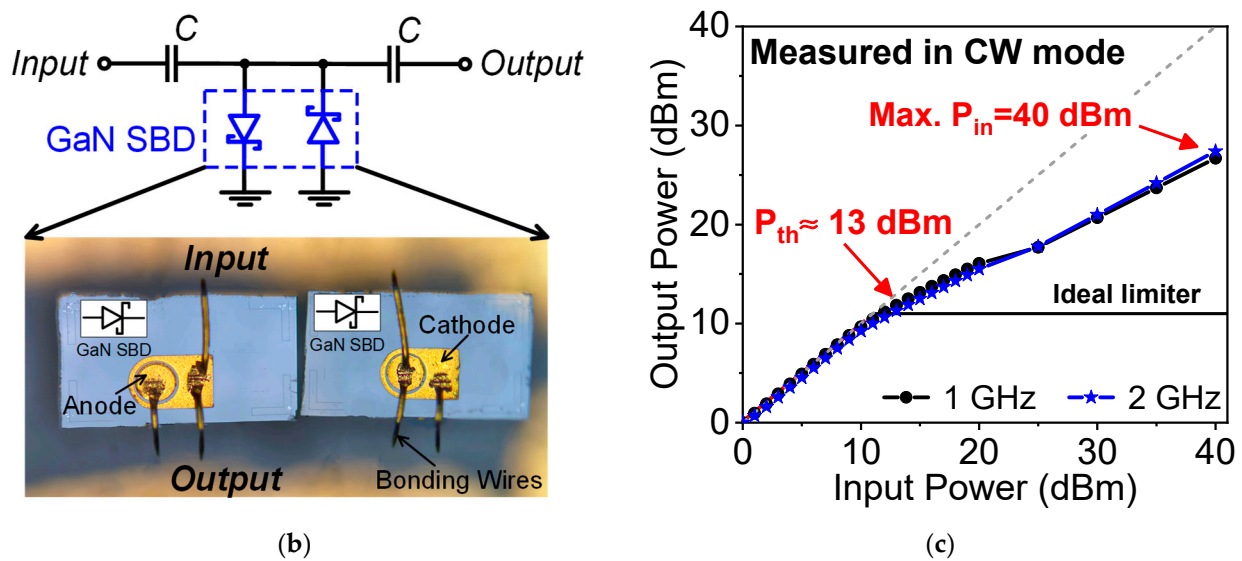 C
C
Input
Output
GaN SBD
Input
GaN SBD
GaN SBD
Cathode
Anode
Bonding Wires
Output
(b)
Measured in CW mode
Max. P_in=40 dBm
P_th≈ 13 dBm
Ideal limiter
1 GHz
2 GHz
Output Power (dBm)
40
30
20
10
0
0
10
20
30
40
Input Power (dBm)
(c)